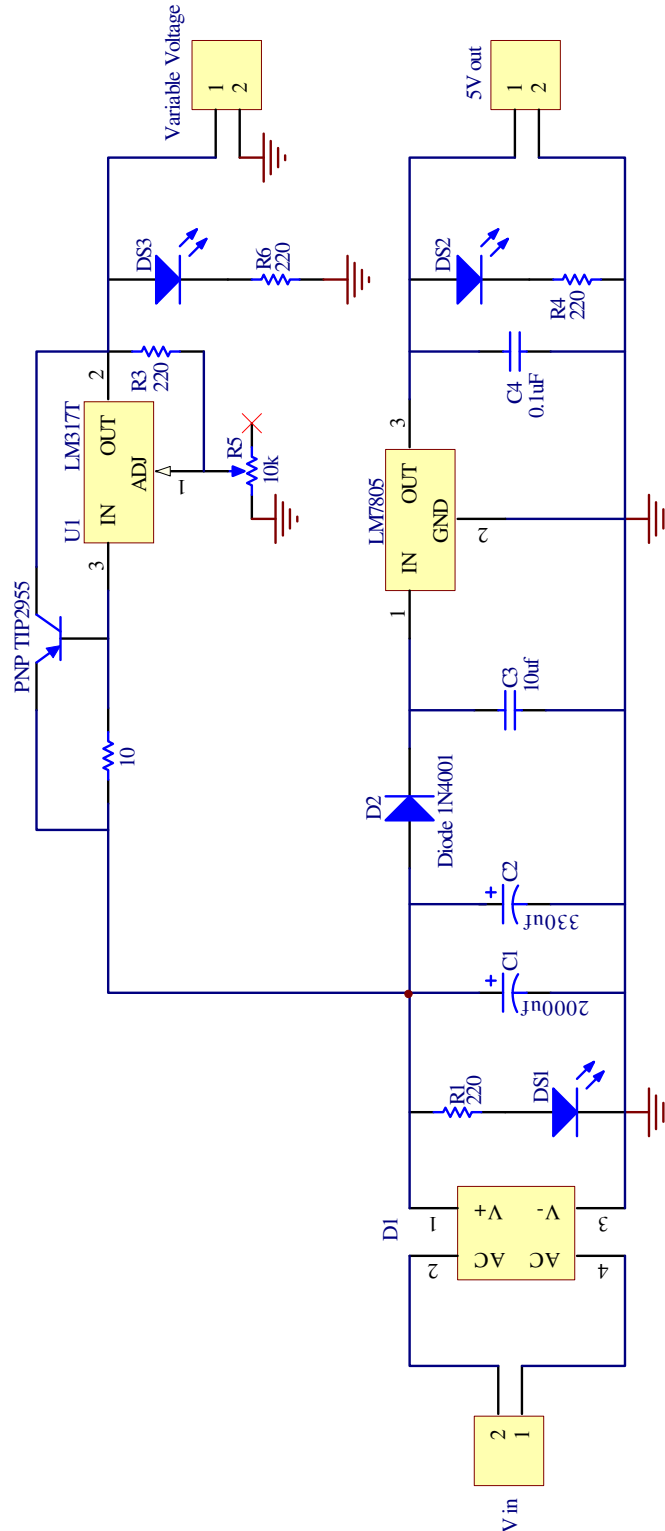 PNP TIP2955
10
U1
LM317T
3
IN
OUT
2
ADJ
1
R3
220
R5
10k
DS3
R6
220
Variable Voltage
1
2
V in
2
1
D1
2
1
AC
V+
AC
V-
4
3
R1
220
DS1
+
C1
2000uf
+
C2
330uf
D2
Diode 1N4001
C3
10uf
LM7805
1
IN
OUT
3
GND
2
C4
0.1uF
DS2
R4
220
5V out
1
2